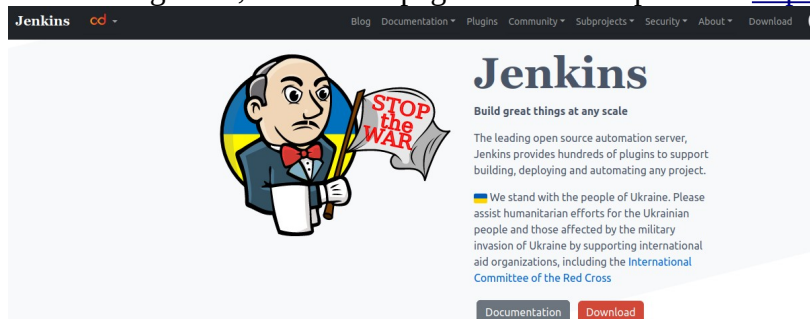 Jenkins cd Blog Documentation Plugins Community Subprojects Security About Download
STOP
the
WAR
Jenkins
Build great things at any scale
The leading open source automation server,
Jenkins provides hundreds of plugins to support
building, deploying and automating any project.
We stand with the people of Ukraine. Please
assist humanitarian efforts for the Ukrainian
people and those affected by the military
invasion of Ukraine by supporting international
aid organizations, including the International
Committee of the Red Cross
Documentation Download